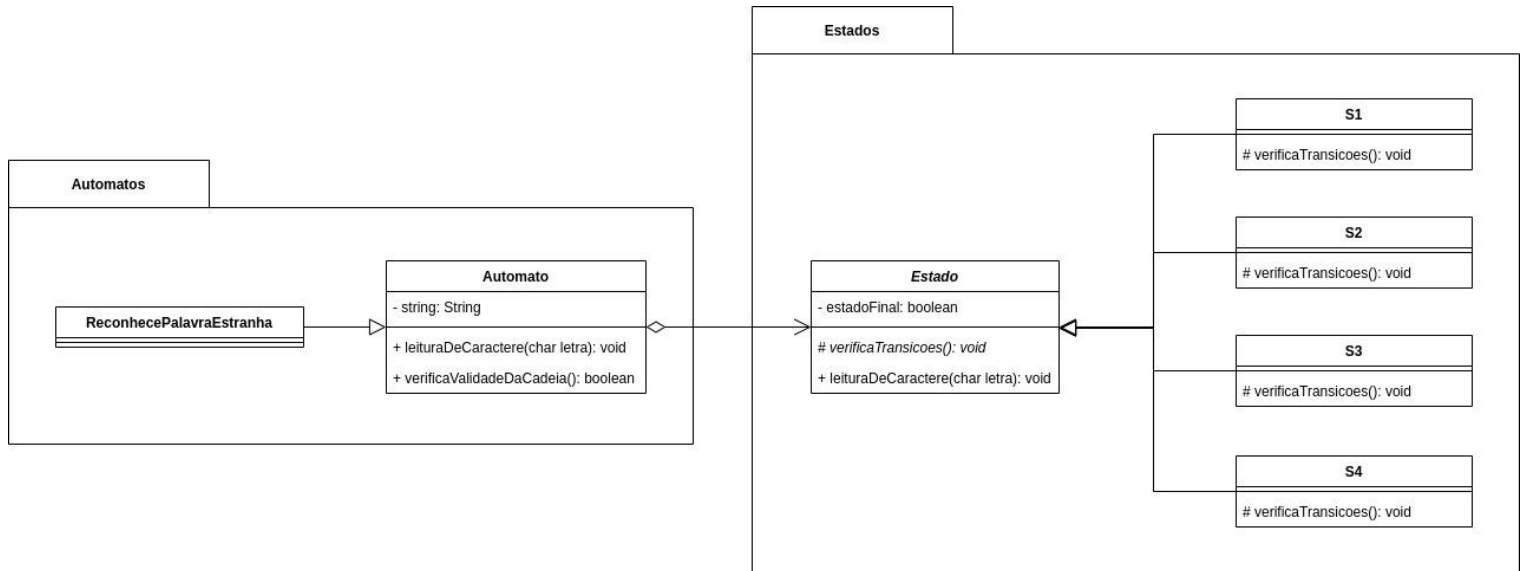 Estados
S1
# verificaTransicoes(): void
Automatos
S2
# verificaTransicoes(): void
Automato
- string: String
+ leituraDeCaractere(char letra): void
+ verificaValidadeDaCadeia(): boolean
ReconhecePalavraEstranha
Estado
- estadoFinal: boolean
# verificaTransicoes(): void
+ leituraDeCaractere(char letra): void
S3
# verificaTransicoes(): void
S4
# verificaTransicoes(): void